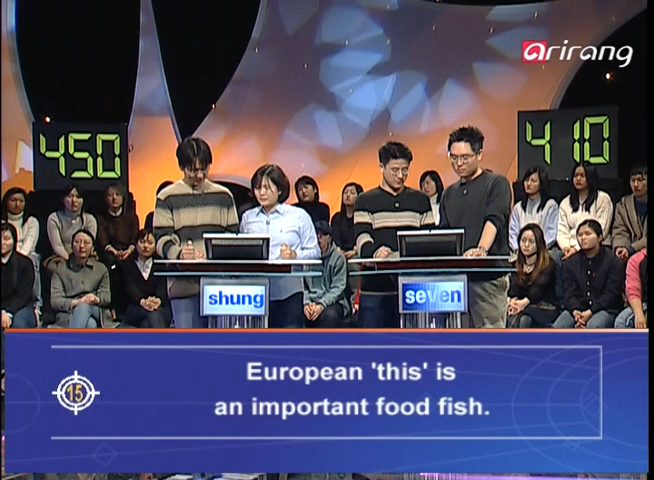 arirang
450
410
shung
seven
15
European 'this' is
an important food fish.